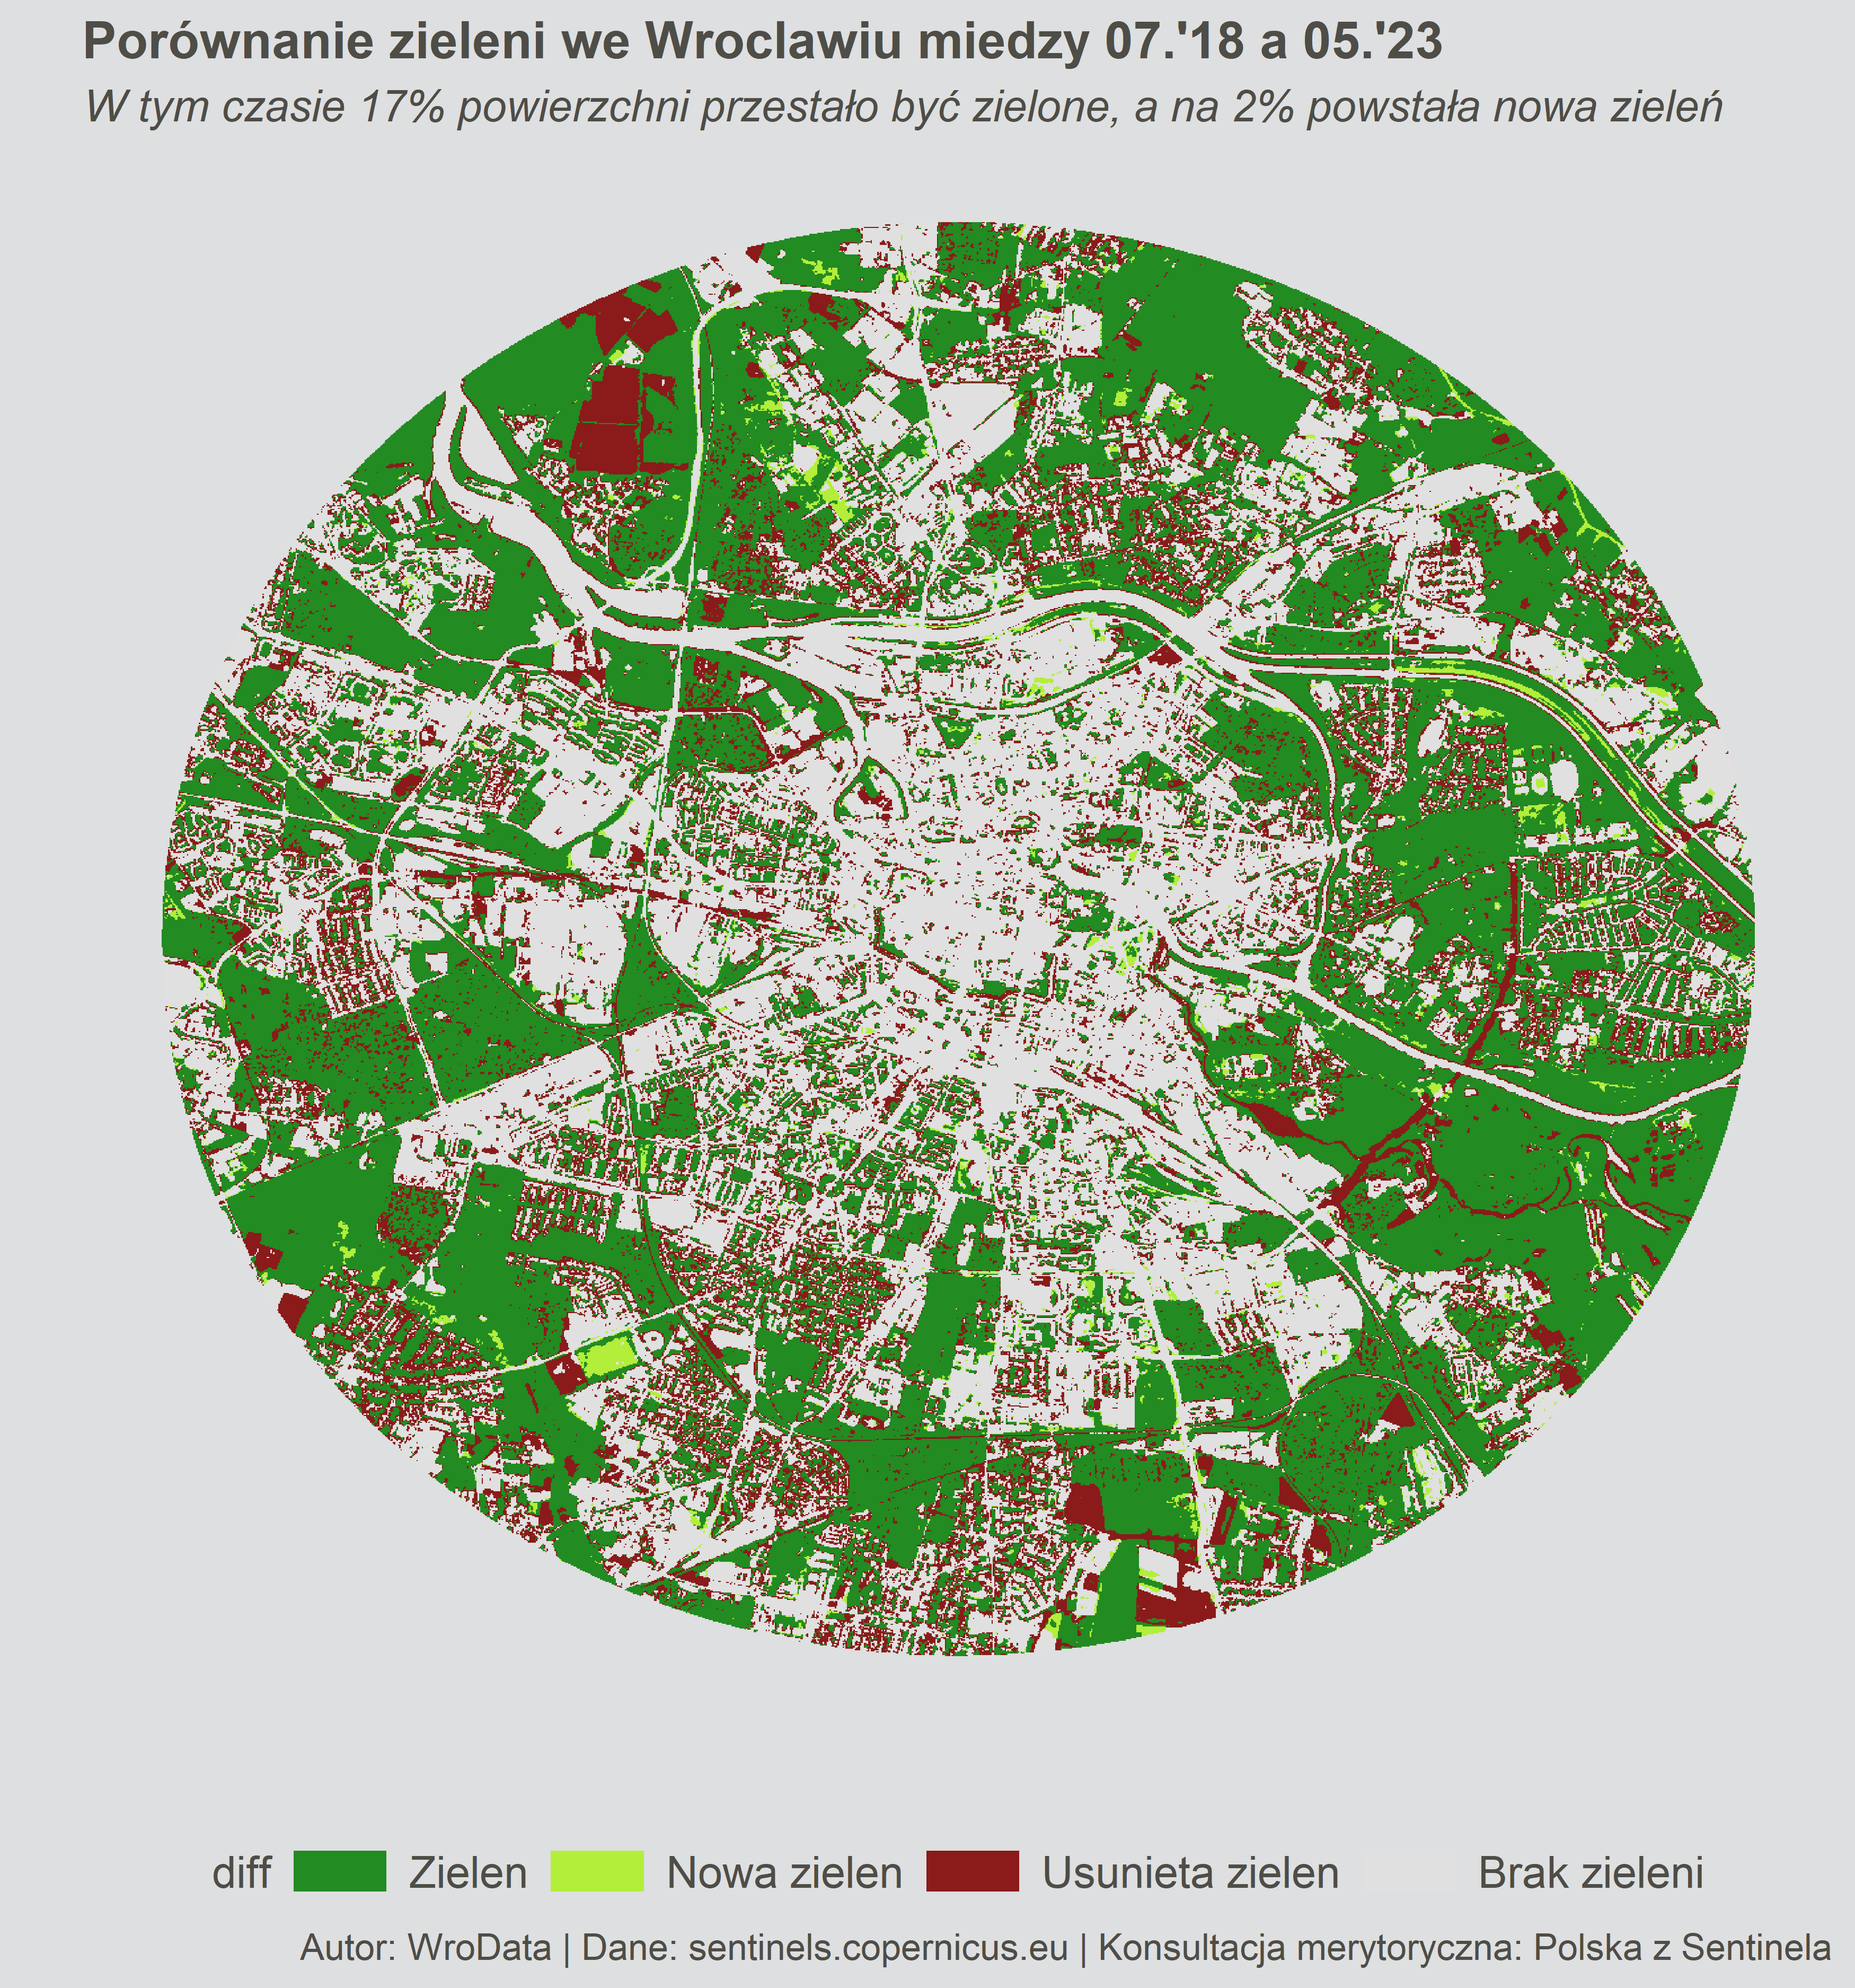 Porównanie zieleni we Wroclawiu miedzy 07.'18 a 05.'23
W tym czasie 17% powierzchni przestało być zielone, a na 2% powstała nowa zieleń
diff Zielen Nowa zielen Usunieta zielen Brak zieleni
Autor: WroData | Dane: sentinels.copernicus.eu | Konsultacja merytoryczna: Polska z Sentinela